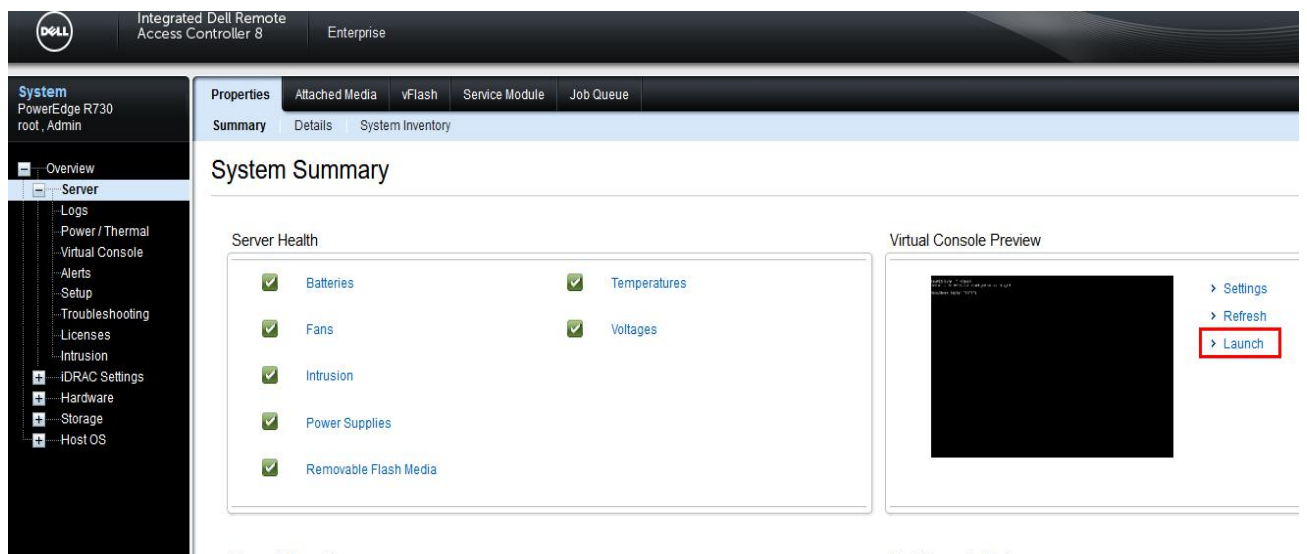 DELL
Integrated Dell Remote
Access Controller 8
Enterprise
System
PowerEdge R730
root , Admin
Properties
Attached Media
vFlash
Service Module
Job Queue
Summary
Details
System Inventory
Overview
Server
Logs
Power / Thermal
Virtual Console
Alerts
Setup
Troubleshooting
Licenses
Intrusion
iDRAC Settings
Hardware
Storage
Host OS
System Summary
Server Health
Batteries
Temperatures
Fans
Voltages
Intrusion
Power Supplies
Removable Flash Media
Virtual Console Preview
Settings
Refresh
Launch